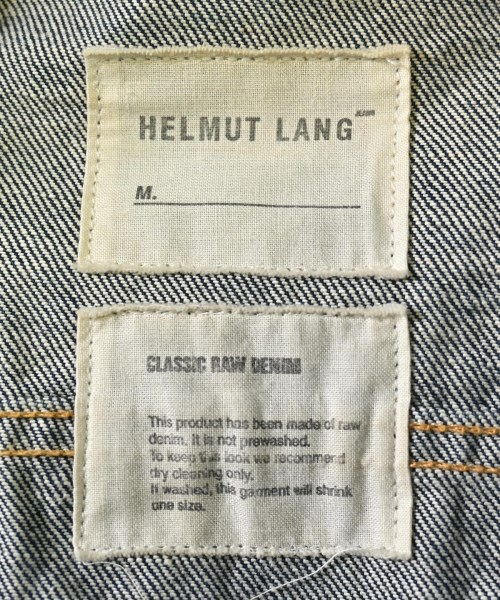 HELMUT LANG
M.
CLASSIC RAW DENIM
This product has been made of raw
denim. It is not prewashed.
To keep this look we recommend
dry cleaning only.
If washed, this garment will shrink
one size.